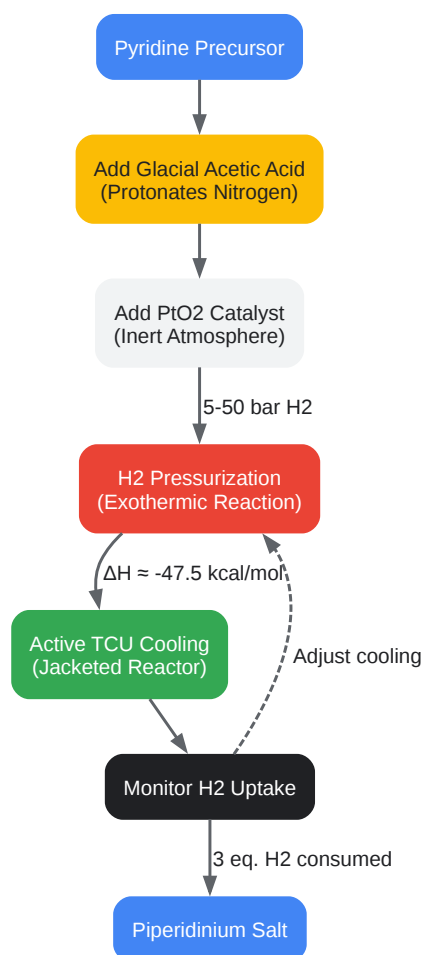 Pyridine Precursor
Add Glacial Acetic Acid
(Protonates Nitrogen)
Add PtO2 Catalyst
(Inert Atmosphere)
5-50 bar H2
H2 Pressurization
(Exothermic Reaction)
ΔH ≈ -47.5 kcal/mol
Active TCU Cooling
(Jacketed Reactor)
Adjust cooling
Monitor H2 Uptake
3 eq. H2 consumed
Piperidinium Salt